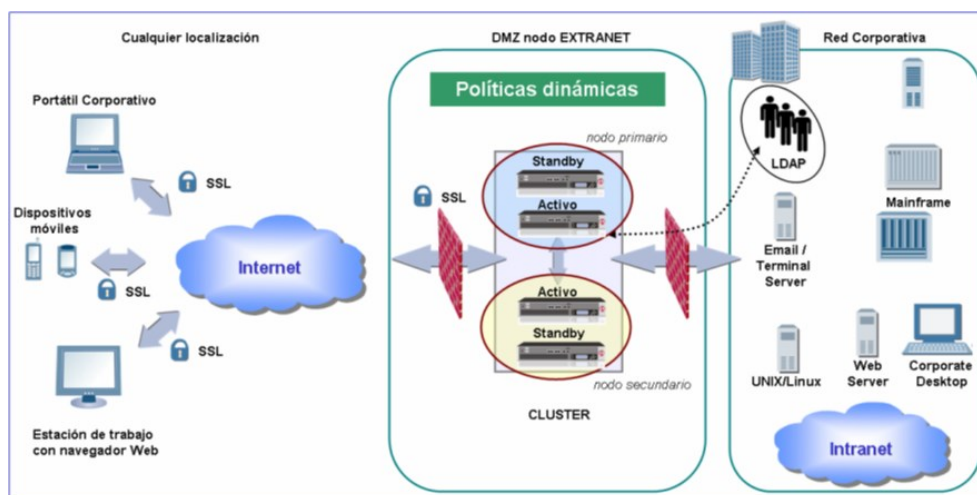 Cualquier localización
DMZ nodo EXTRANET
Red Corporativa
Políticas dinámicas
Portátil Corporativo
nodo primario
Standby
SSL
SSL
LDAP
Activo
Dispositivos
móviles
Mainframe
Internet
Email /
Terminal
Server
SSL
Activo
SSL
Standby
UNIX/Linux
Web
Server
Corporate
Desktop
nodo secundario
CLUSTER
Estación de trabajo
con navegador Web
Intranet